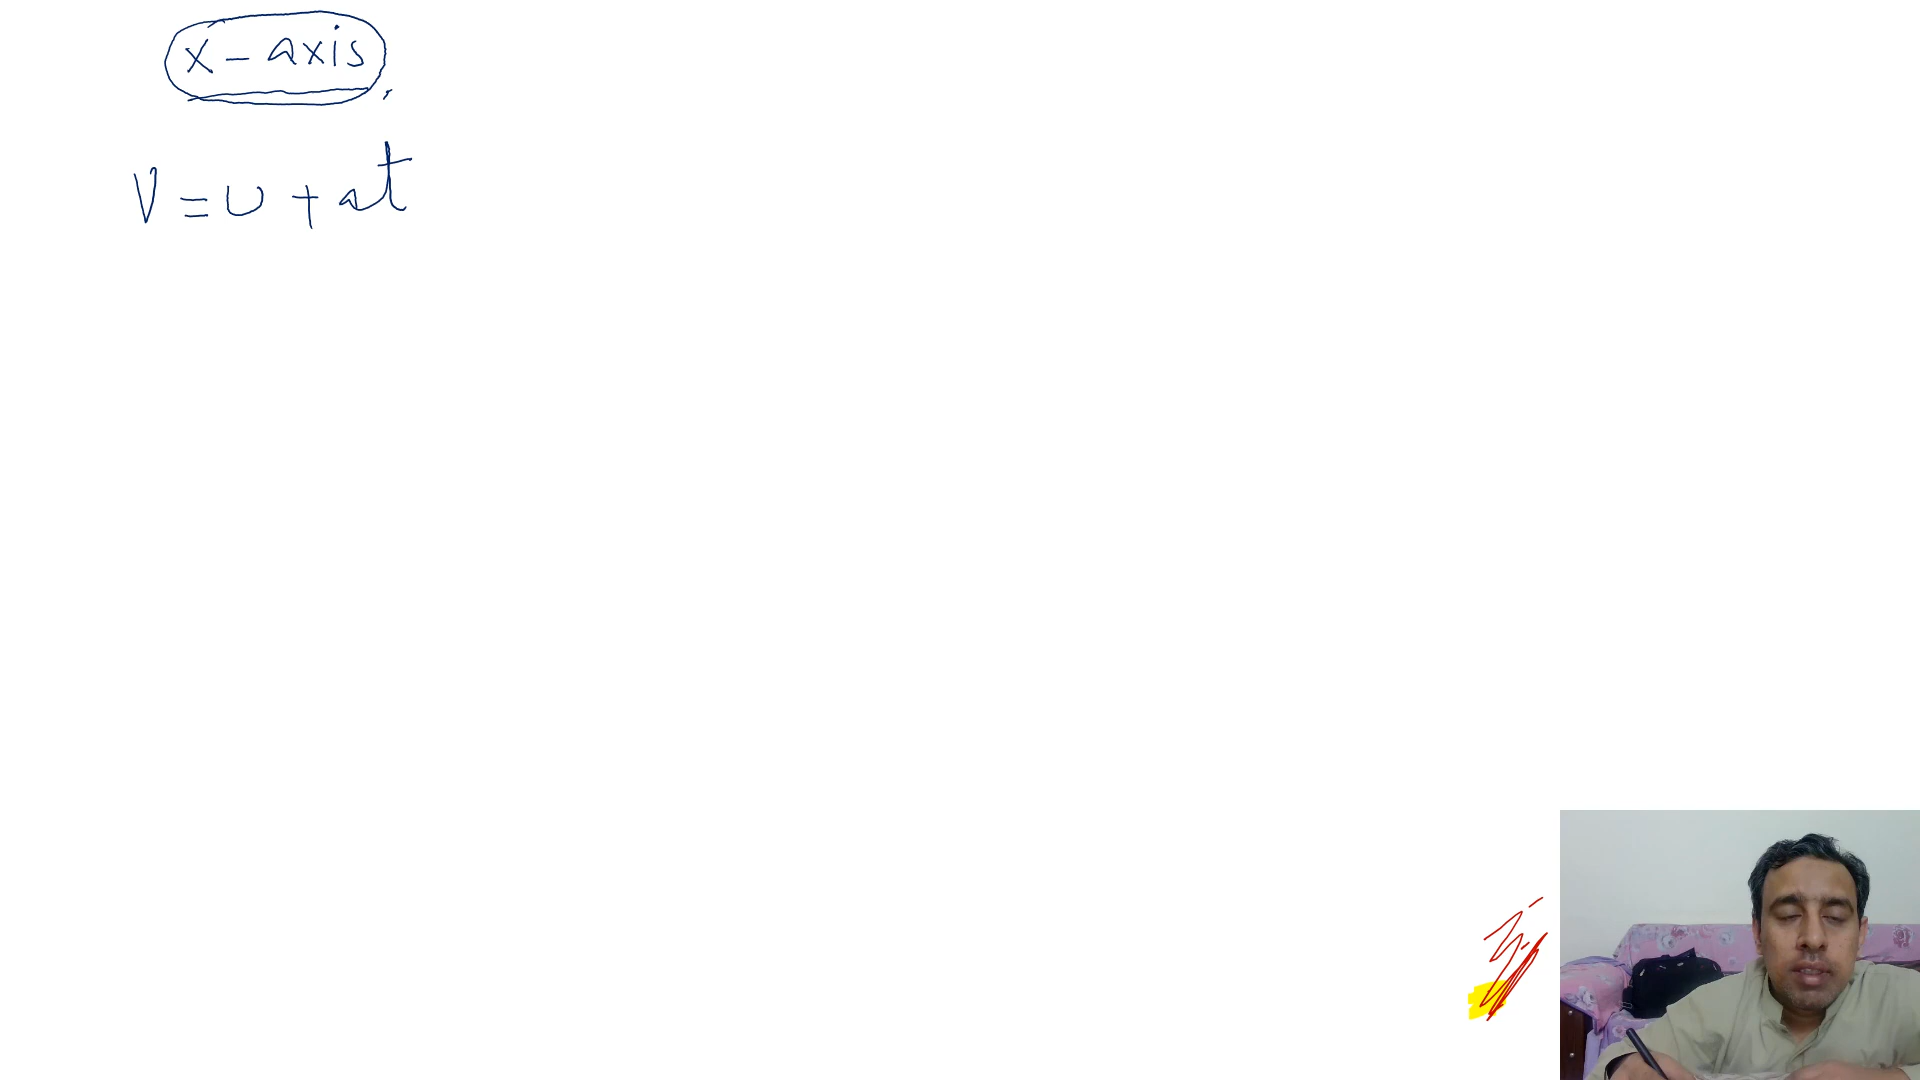 x - axis
V = u + at